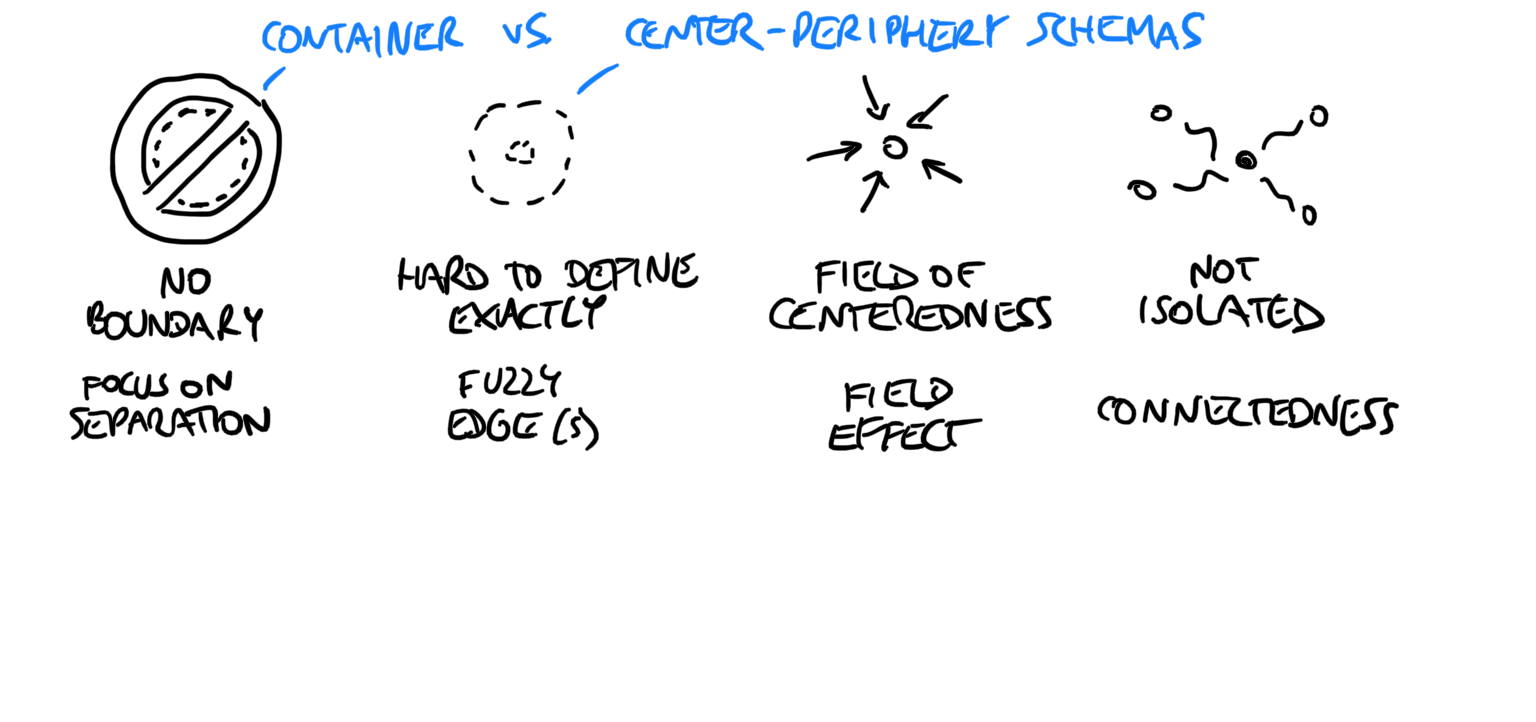 CONTAINER VS CENTER-PERIPHERY SCHEMAS
NO
BOUNDARY
FOCUS ON
SEPARATION
HARD TO DEFINE
EXACTLY
FUZZY
EDGE(S)
FIELD OF
CENTEREDNESS
FIELD
EFFECT
NOT
ISOLATED
CONNECTEDNESS